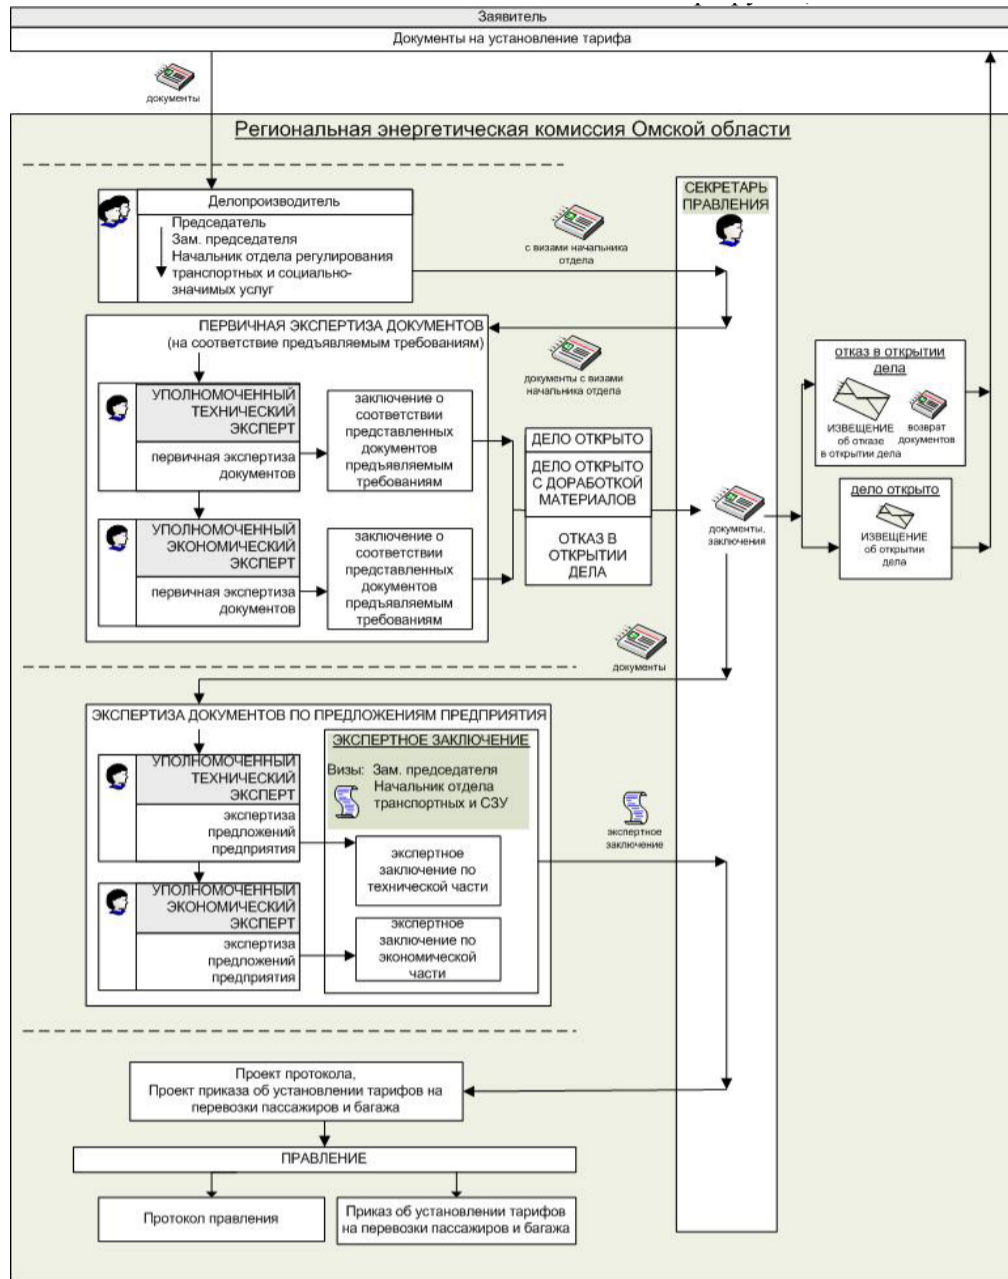 Заявитель
Документы на установление тарифа
документы
Региональная энергетическая комиссия Омской области
Делопроизводитель
Председатель
Зам. председателя
Начальник отдела регулирования
транспортных и социально-
значимых услуг
с визами начальника
отдела
СЕКРЕТАРЬ
ПРАВЛЕНИЯ
ПЕРВИЧНАЯ ЭКСПЕРТИЗА ДОКУМЕНТОВ
(на соответствие предъявляемым требованиям)
документы с визами
начальника отдела
УПОЛНОМОЧЕННЫЙ
ТЕХНИЧЕСКИЙ
ЭКСПЕРТ
первичная экспертиза
документов
заключение о
соответствии
представленных
документов
предъявляемым
требованиям
УПОЛНОМОЧЕННЫЙ
ЭКОНОМИЧЕСКИЙ
ЭКСПЕРТ
первичная экспертиза
документов
заключение о
соответствии
представленных
документов
предъявляемым
требованиям
ДЕЛО ОТКРЫТО
ДЕЛО ОТКРЫТО
С ДОРАБОТКОЙ
МАТЕРИАЛОВ
ОТКАЗ В
ОТКРЫТИИ
ДЕЛА
документы,
заключения
отказ в открытии
дела
ИЗВЕЩЕНИЕ
об отказе
в открытии дела
возврат
документов
дело открыто
ИЗВЕЩЕНИЕ
об открытии
дела
документы
ЭКСПЕРТИЗА ДОКУМЕНТОВ ПО ПРЕДЛОЖЕНИЯМ ПРЕДПРИЯТИЯ
УПОЛНОМОЧЕННЫЙ
ТЕХНИЧЕСКИЙ
ЭКСПЕРТ
экспертиза
предложений
предприятия
УПОЛНОМОЧЕННЫЙ
ЭКОНОМИЧЕСКИЙ
ЭКСПЕРТ
экспертиза
предложений
предприятия
ЭКСПЕРТНОЕ ЗАКЛЮЧЕНИЕ
Визы: Зам. председателя
Начальник отдела
транспортных и СЗУ
экспертное
заключение по
технической части
экспертное
заключение по
экономической
части
экспертное
заключение
Проект протокола,
Проект приказа об установлении тарифов на
перевозки пассажиров и багажа
ПРАВЛЕНИЕ
Протокол правления
Приказ об установлении тарифов
на перевозки пассажиров и багажа